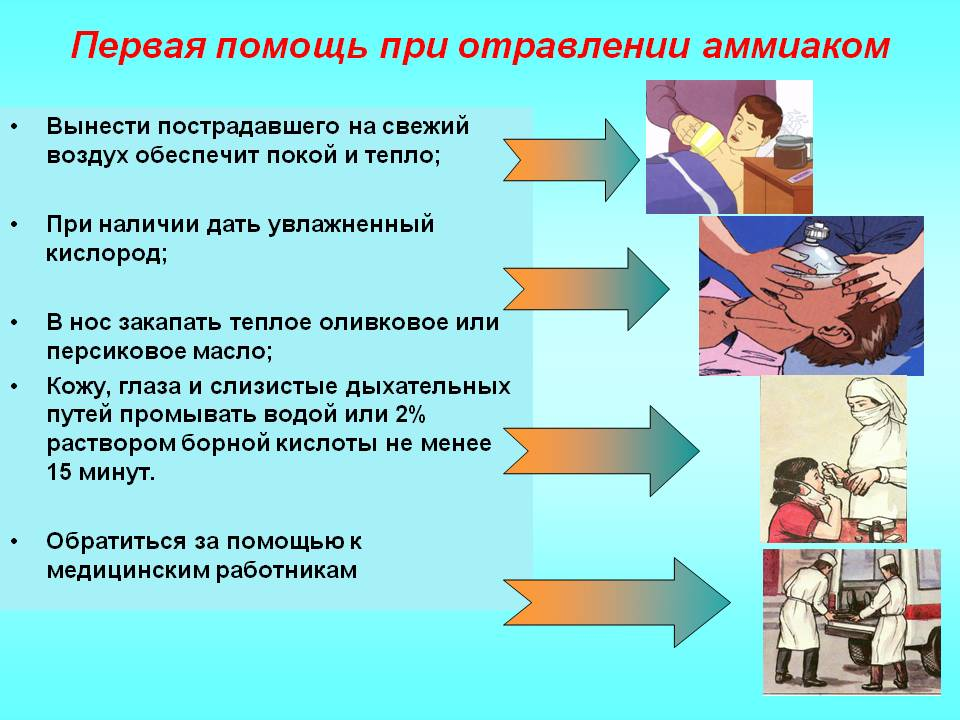 Первая помощь при отравлении аммиаком
• Вынести пострадавшего на свежий
воздух обеспечит покой и тепло;
• При наличии дать увлажненный
кислород;
• В нос закапать теплое оливковое или
персиковое масло;
• Кожу, глаза и слизистые дыхательных
путей промывать водой или 2%
раствором борной кислоты не менее
15 минут.
• Обратиться за помощью к
медицинским работникам